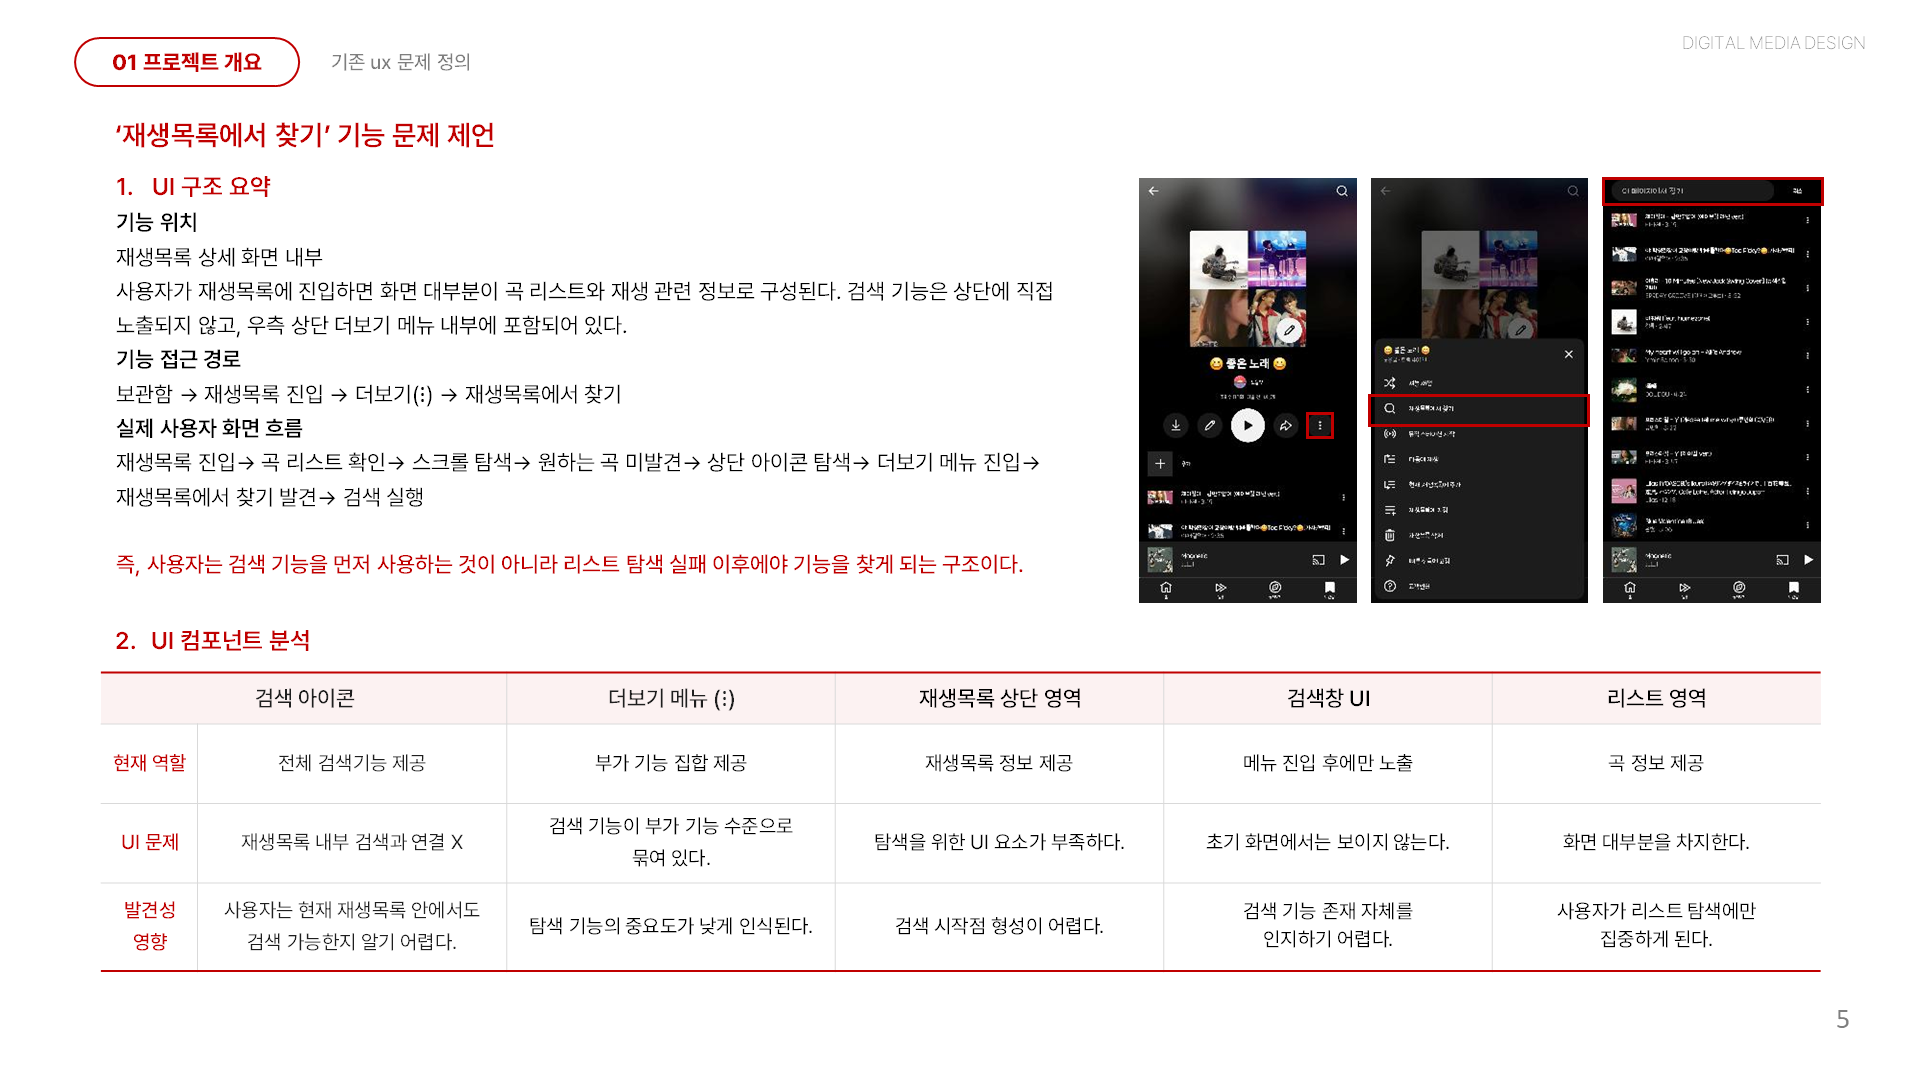 01 프로젝트 개요
기존 ux 문제 정의
DIGITAL MEDIA DESIGN
‘재생목록에서 찾기’ 기능 문제 제언
1. UI 구조 요약
기능 위치
재생목록 상세 화면 내부
사용자가 재생목록에 진입하면 화면 대부분이 곡 리스트와 재생 관련 정보로 구성된다. 검색 기능은 상단에 직접
노출되지 않고, 우측 상단 더보기 메뉴 내부에 포함되어 있다.
기능 접근 경로
보관함 → 재생목록 진입 → 더보기(⋮) → 재생목록에서 찾기
실제 사용자 화면 흐름
재생목록 진입→ 곡 리스트 확인→ 스크롤 탐색→ 원하는 곡 미발견→ 상단 아이콘 탐색→ 더보기 메뉴 진입→
재생목록에서 찾기 발견→ 검색 실행
즉, 사용자는 검색 기능을 먼저 사용하는 것이 아니라 리스트 탐색 실패 이후에야 기능을 찾게 되는 구조이다.
😀 좋은 노래 😀
재생목록에서 찾기
이 페이지에서 찾기
My heart will go on - Allie Andrew
2. UI 컴포넌트 분석
검색 아이콘
더보기 메뉴 (⋮)
재생목록 상단 영역
검색창 UI
리스트 영역
현재 역할
전체 검색기능 제공
부가 기능 집합 제공
재생목록 정보 제공
메뉴 진입 후에만 노출
곡 정보 제공
UI 문제
재생목록 내부 검색과 연결 X
검색 기능이 부가 기능 수준으로
묶여 있다.
탐색을 위한 UI 요소가 부족하다.
초기 화면에서는 보이지 않는다.
화면 대부분을 차지한다.
발견성
영향
사용자는 현재 재생목록 안에서도
검색 가능한지 알기 어렵다.
탐색 기능의 중요도가 낮게 인식된다.
검색 시작점 형성이 어렵다.
검색 기능 존재 자체를
인지하기 어렵다.
사용자가 리스트 탐색에만
집중하게 된다.
5